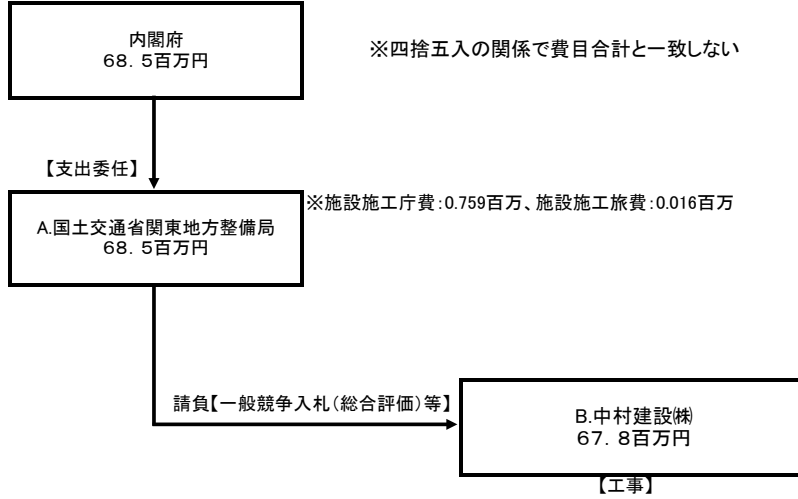 内閣府
68．5百万円
※四捨五入の関係で費目合計と一致しない
【支出委任】
A.国土交通省関東地方整備局
68．5百万円
※施設施工庁費：0.759百万、施設施工旅費：0.016百万
請負【一般競争入札（総合評価）等】
B.中村建設㈱
67．8百万円
【工事】